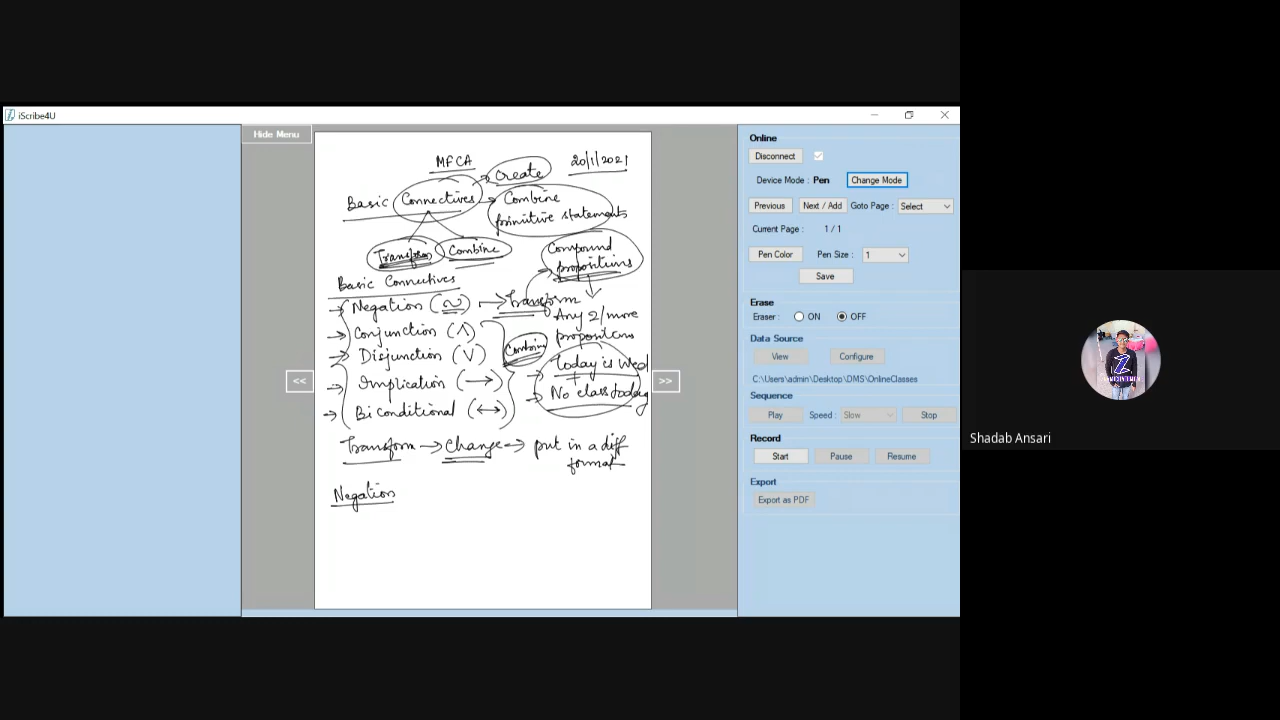 iScribe4U
Hide Menu
MFCA 20/1/2021
Create
Basic Connectives
Combine
primitive statements
Transform Combine
Compound
propositions
Basic Connectives
Negation (~) → Transform
Any 2/more
propositions
Conjunction (Λ)
Combine
Disjunction (V)
Today is Wed
+
Implication (→)
No class today
Biconditional (↔)
Transform → Change → put in a diff
format
Negation
<<
>>
Online
Disconnect
Device Mode : Pen Change Mode
Previous Next / Add Goto Page : Select
Current Page : 1 / 1
Pen Color Pen Size : 1
Save
Erase
Eraser : ON OFF
Data Source
View Configure
C:\Users\admin\Desktop\DMS\OnlineClasses
Sequence
Play Speed : Slow Stop
Record
Start Pause Resume
Export
Export as PDF
Shadab Ansari